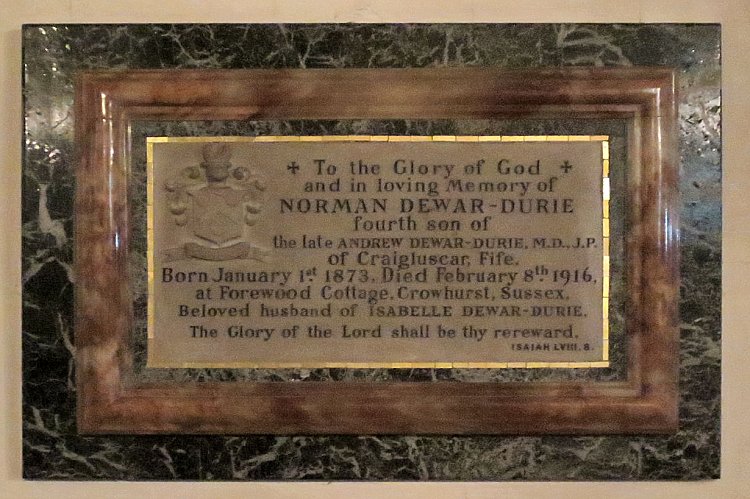 ✠ To the Glory of God ✠
and in loving Memory of
NORMAN DEWAR-DURIE
fourth son of
the late ANDREW DEWAR-DURIE, M.D., J.P.
of Craigluscar, Fife.
Born January 1st 1873. Died February 8th 1916,
at Forewood Cottage, Crowhurst, Sussex.
Beloved husband of ISABELLE DEWAR-DURIE.
The Glory of the Lord shall be thy rereward.
ISAIAH LVIII. 8.